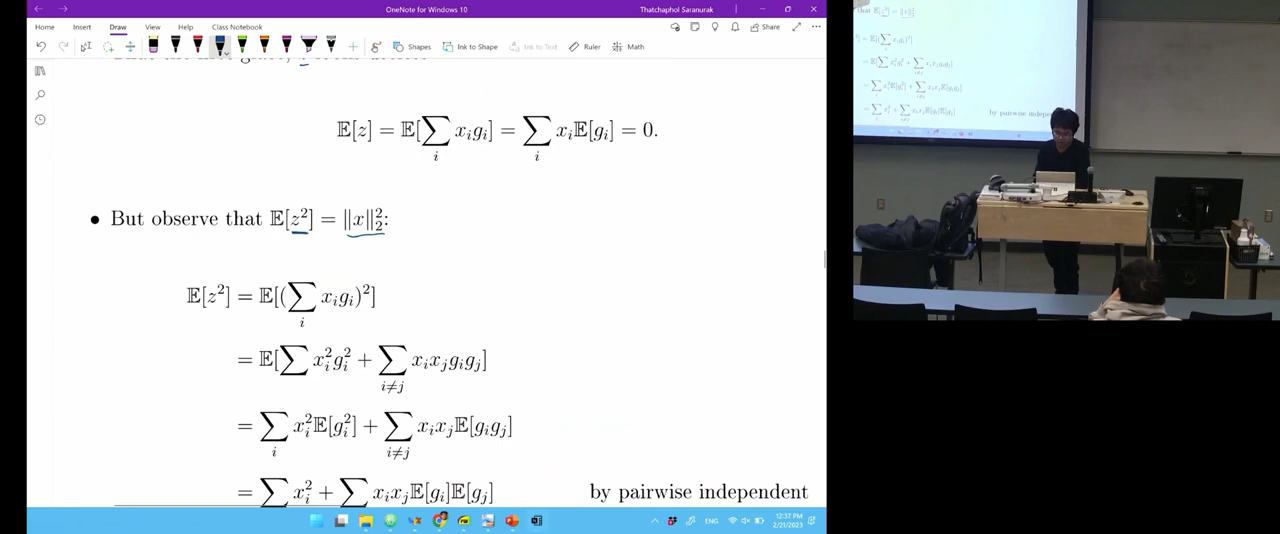 OneNote for Windows 10
Thatchaphol Saranurak
Home Insert Draw View Class Notebook
Share
Shapes Ink to Shape Ink to Text Ruler Math
𝔼[z] = 𝔼[∑_i x_i g_i] = ∑_i x_i 𝔼[g_i] = 0.
• But observe that 𝔼[z²] = ‖x‖₂²:
𝔼[z²] = 𝔼[(∑_i x_i g_i)²]
= 𝔼[∑ x_i² g_i² + ∑_{i≠j} x_i x_j g_i g_j]
= ∑_i x_i² 𝔼[g_i²] + ∑_{i≠j} x_i x_j 𝔼[g_i g_j]
= ∑ x_i² + ∑ x_i x_j 𝔼[g_i]𝔼[g_j] by pairwise independent
ENG
12:37 PM
2/21/2023